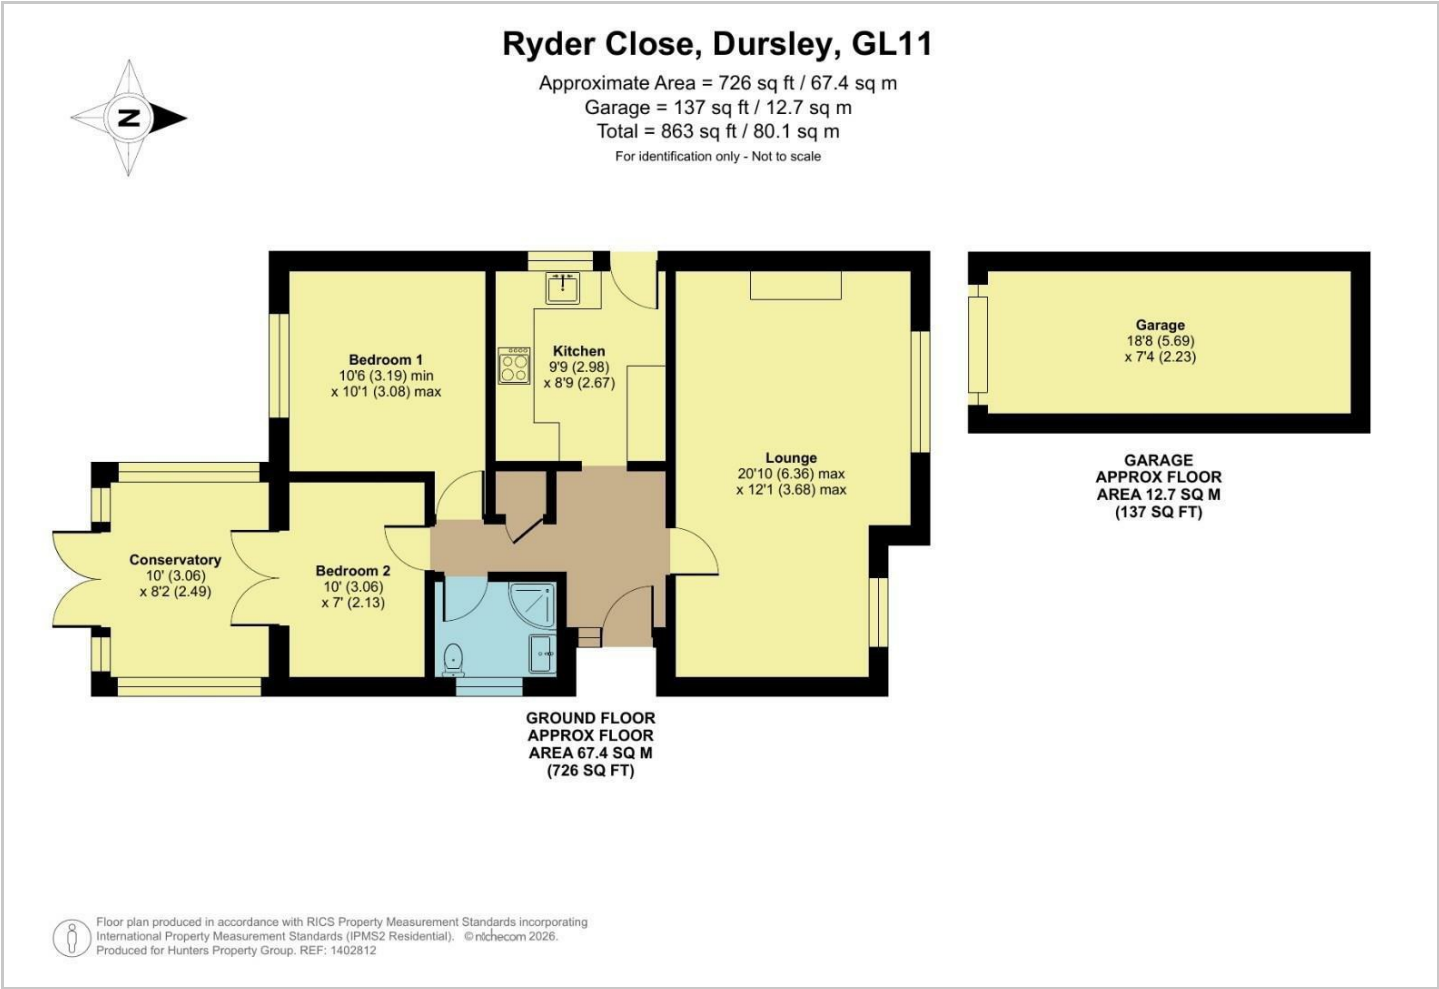 Ryder Close, Dursley, GL11
Approximate Area = 726 sq ft / 67.4 sq m
Garage = 137 sq ft / 12.7 sq m
Total = 863 sq ft / 80.1 sq m
For identification only - Not to scale
N
Bedroom 1
10'6 (3.19) min
x 10'1 (3.08) max
Kitchen
9'9 (2.98)
x 8'9 (2.67)
Lounge
20'10 (6.36) max
x 12'1 (3.68) max
Garage
18'8 (5.69)
x 7'4 (2.23)
Conservatory
10' (3.06)
x 8'2 (2.49)
Bedroom 2
10' (3.06)
x 7' (2.13)
GARAGE
APPROX FLOOR
AREA 12.7 SQ M
(137 SQ FT)
GROUND FLOOR
APPROX FLOOR
AREA 67.4 SQ M
(726 SQ FT)
Floor plan produced in accordance with RICS Property Measurement Standards incorporating
International Property Measurement Standards (IPMS2 Residential). © nichecom 2026.
Produced for Hunters Property Group. REF: 1402812